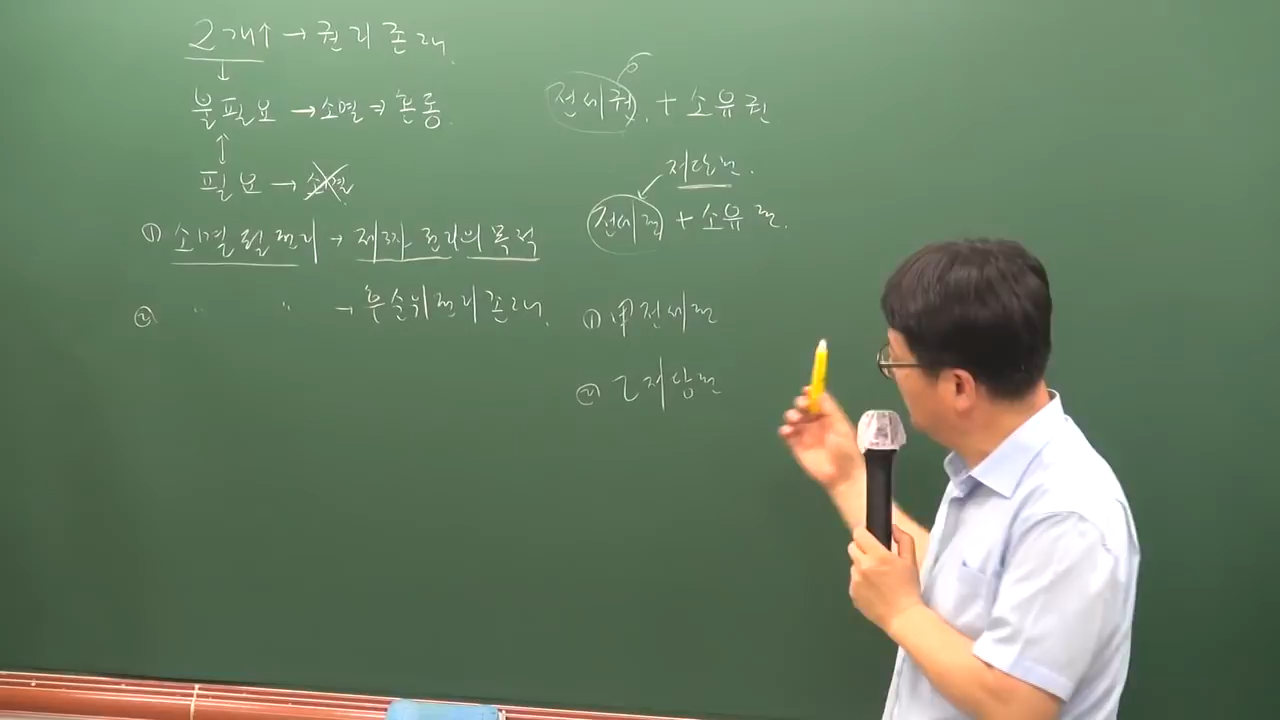 2개↑ → 권리 존재.
↓
불필요 → 소멸 ⇒ 혼동.
↕
필요 → 소멸
① 소멸될권리 → 제3자 권리의 목적
② 〃 〃 → 후순위권리존재.
전세권. + 소유권
저당권.
전세권 + 소유권.
① 甲전세권
② 乙저당권